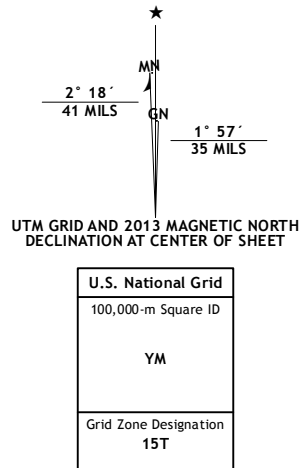 ★
MN
GN
2° 18´
41 MILS
1° 57´
35 MILS
UTM GRID AND 2013 MAGNETIC NORTH
DECLINATION AT CENTER OF SHEET
U.S. National Grid
100,000-m Square ID
YM
Grid Zone Designation
15T